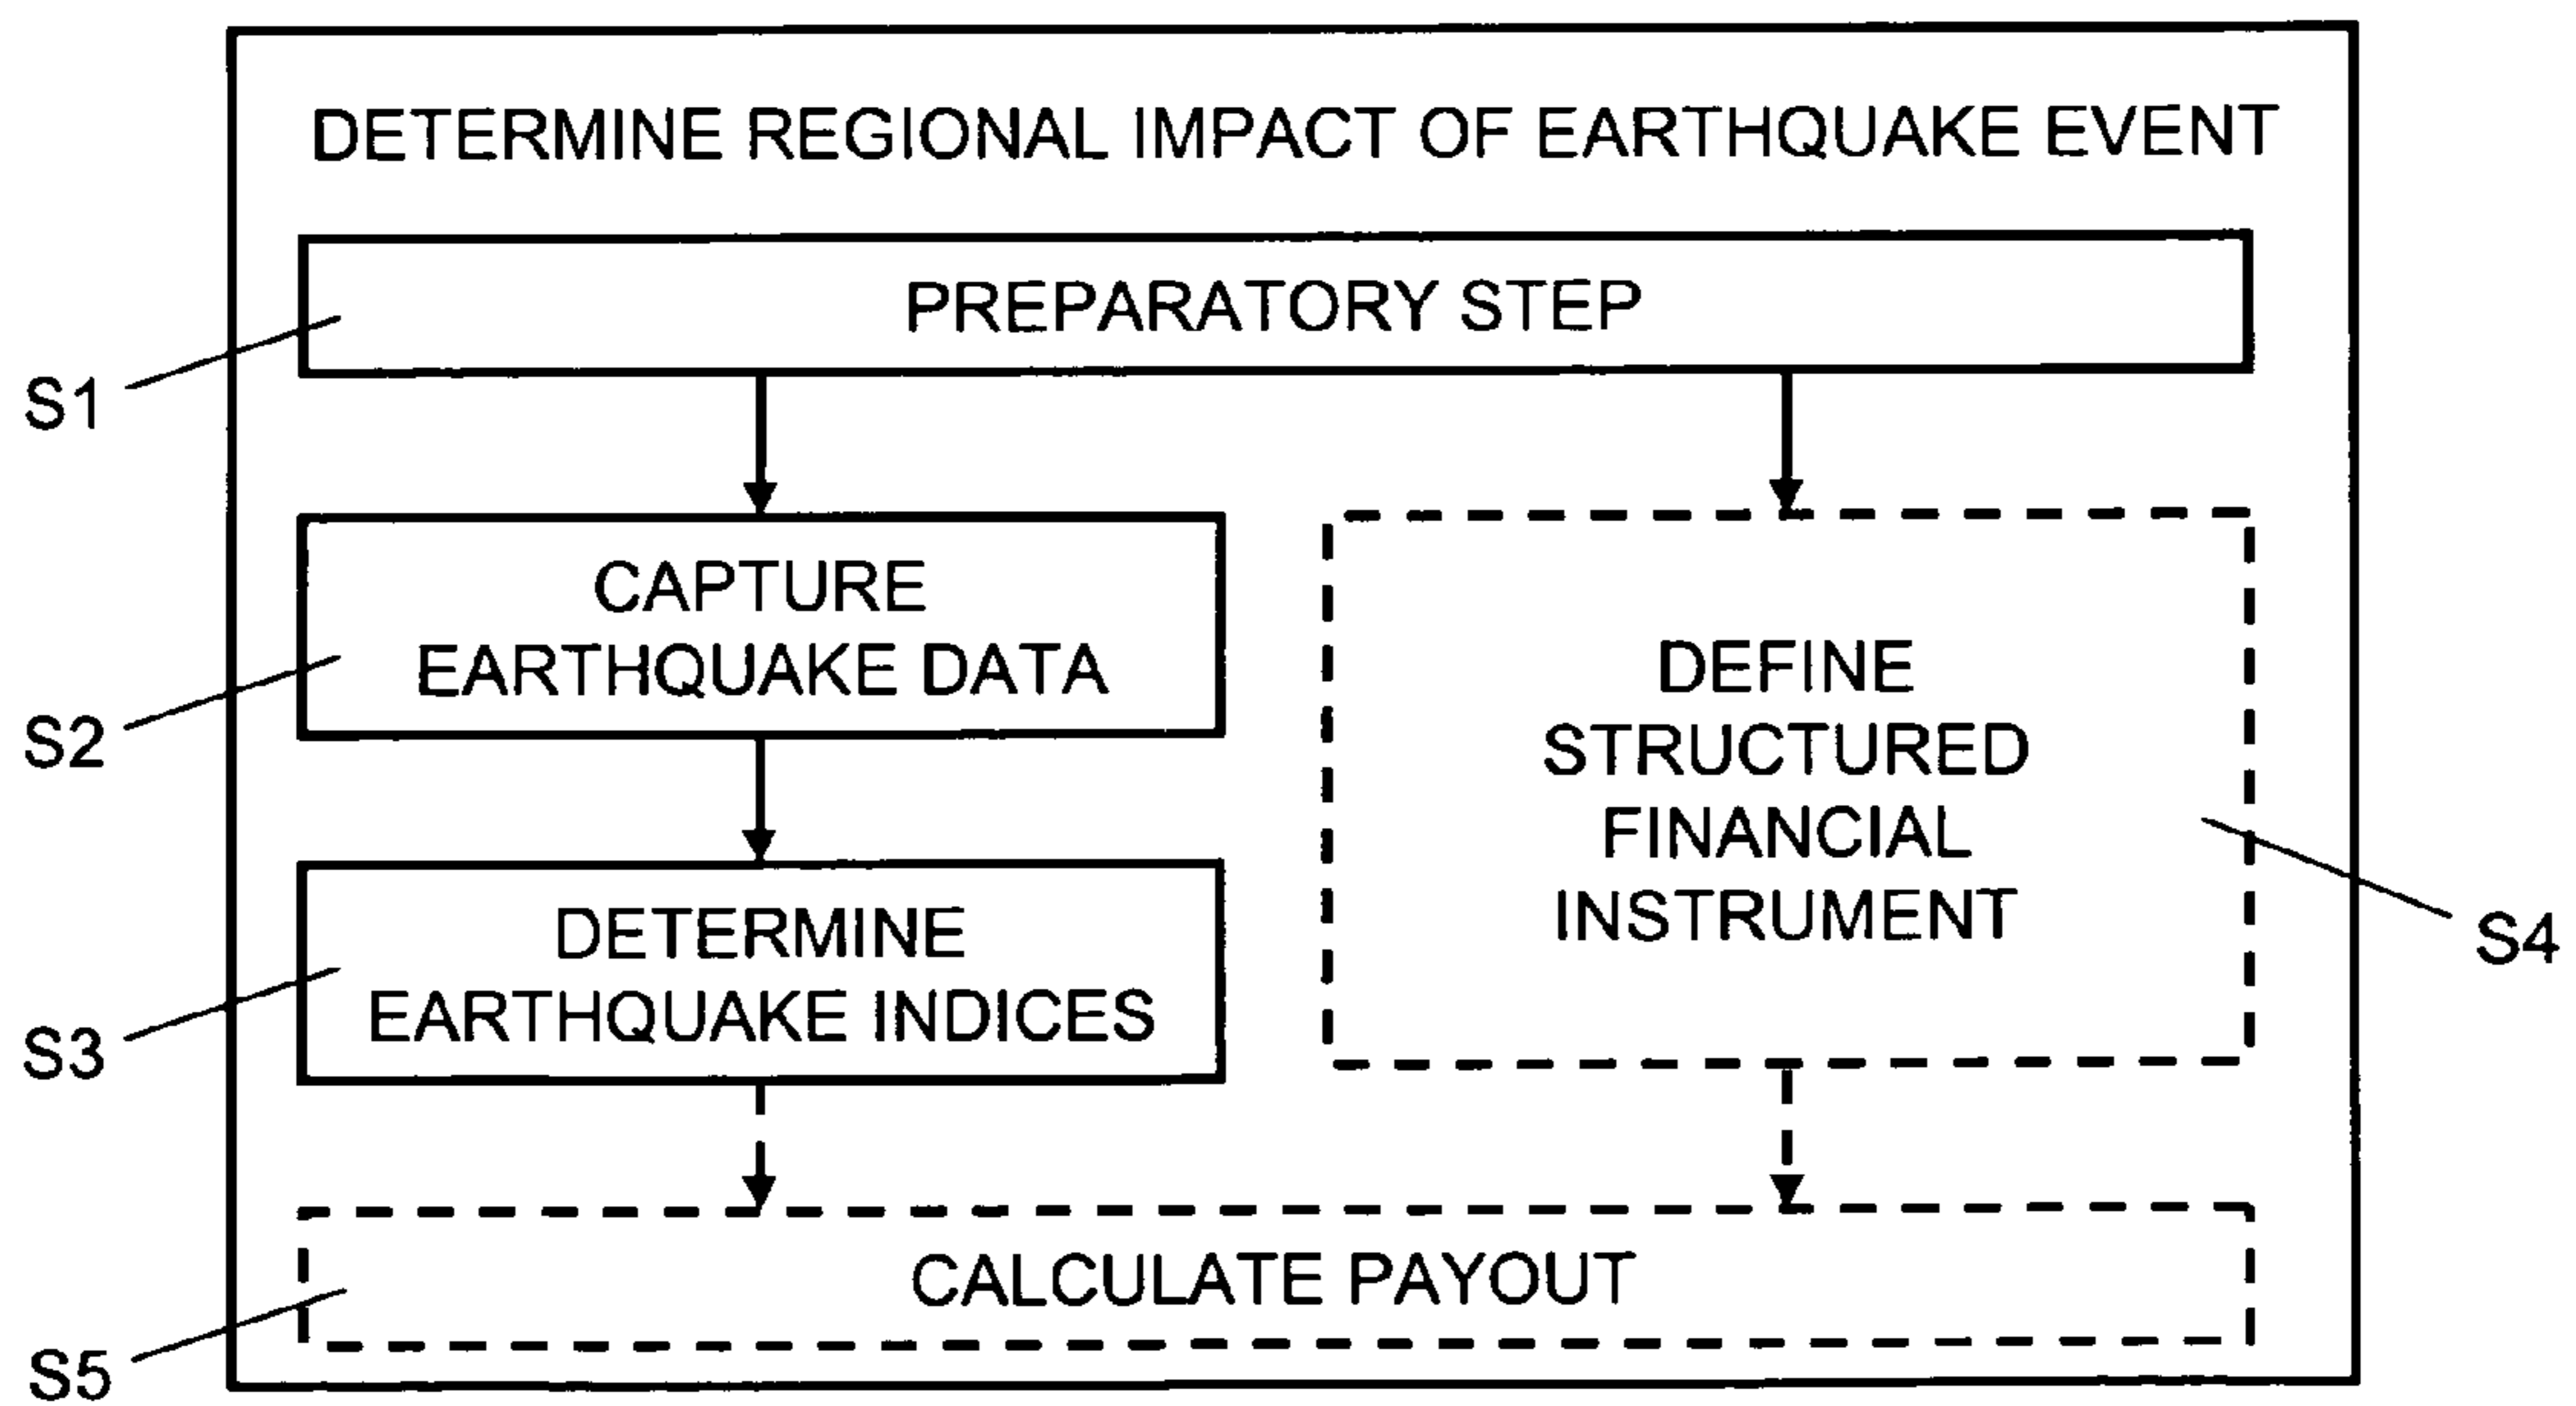 DETERMINE REGIONAL IMPACT OF EARTHQUAKE EVENT
PREPARATORY STEP
S1
CAPTURE
EARTHQUAKE DATA
S2
DEFINE
STRUCTURED
FINANCIAL
INSTRUMENT
S4
DETERMINE
EARTHQUAKE INDICES
S3
CALCULATE PAYOUT
S5